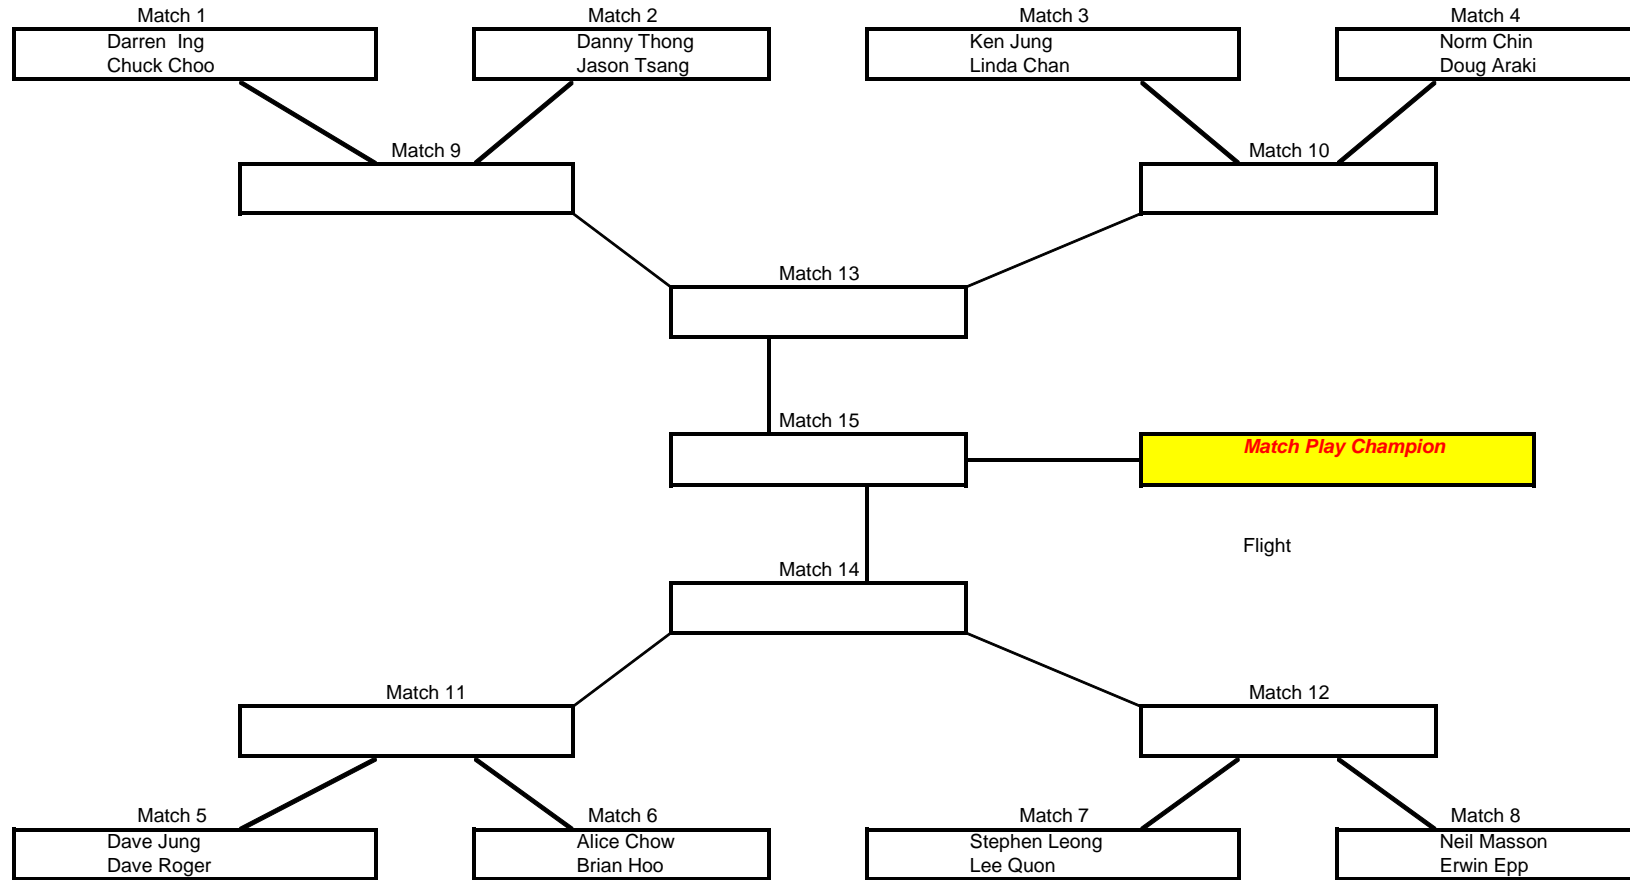 Match 1
Match 2
Match 3
Match 4
Darren  Ing
Chuck Choo
Danny Thong
Jason Tsang
Ken Jung
Linda Chan
Norm Chin
Doug Araki
Match 9
Match 10
Match 13
Match 15
Match Play Champion
Flight
Match 14
Match 11
Match 12
Match 5
Match 6
Match 7
Match 8
Dave Jung
Dave Roger
Alice Chow
Brian Hoo
Stephen Leong
Lee Quon
Neil Masson
Erwin Epp